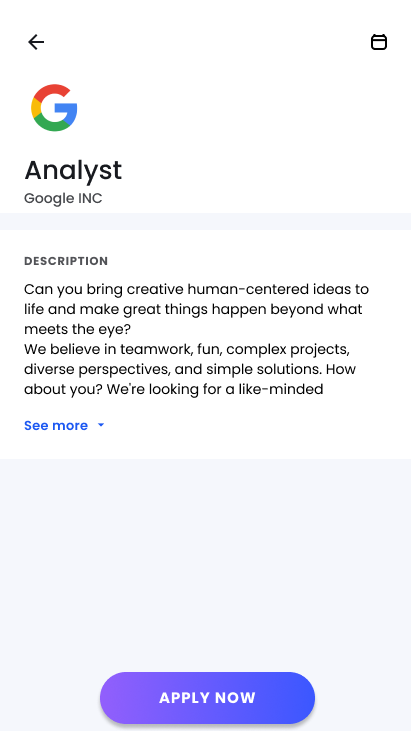 Analyst
Google INC
DESCRIPTION
Can you bring creative human-centered ideas to
life and make great things happen beyond what
meets the eye?
We believe in teamwork, fun, complex projects,
diverse perspectives, and simple solutions. How
about you? We're looking for a like-minded
See more
APPLY NOW